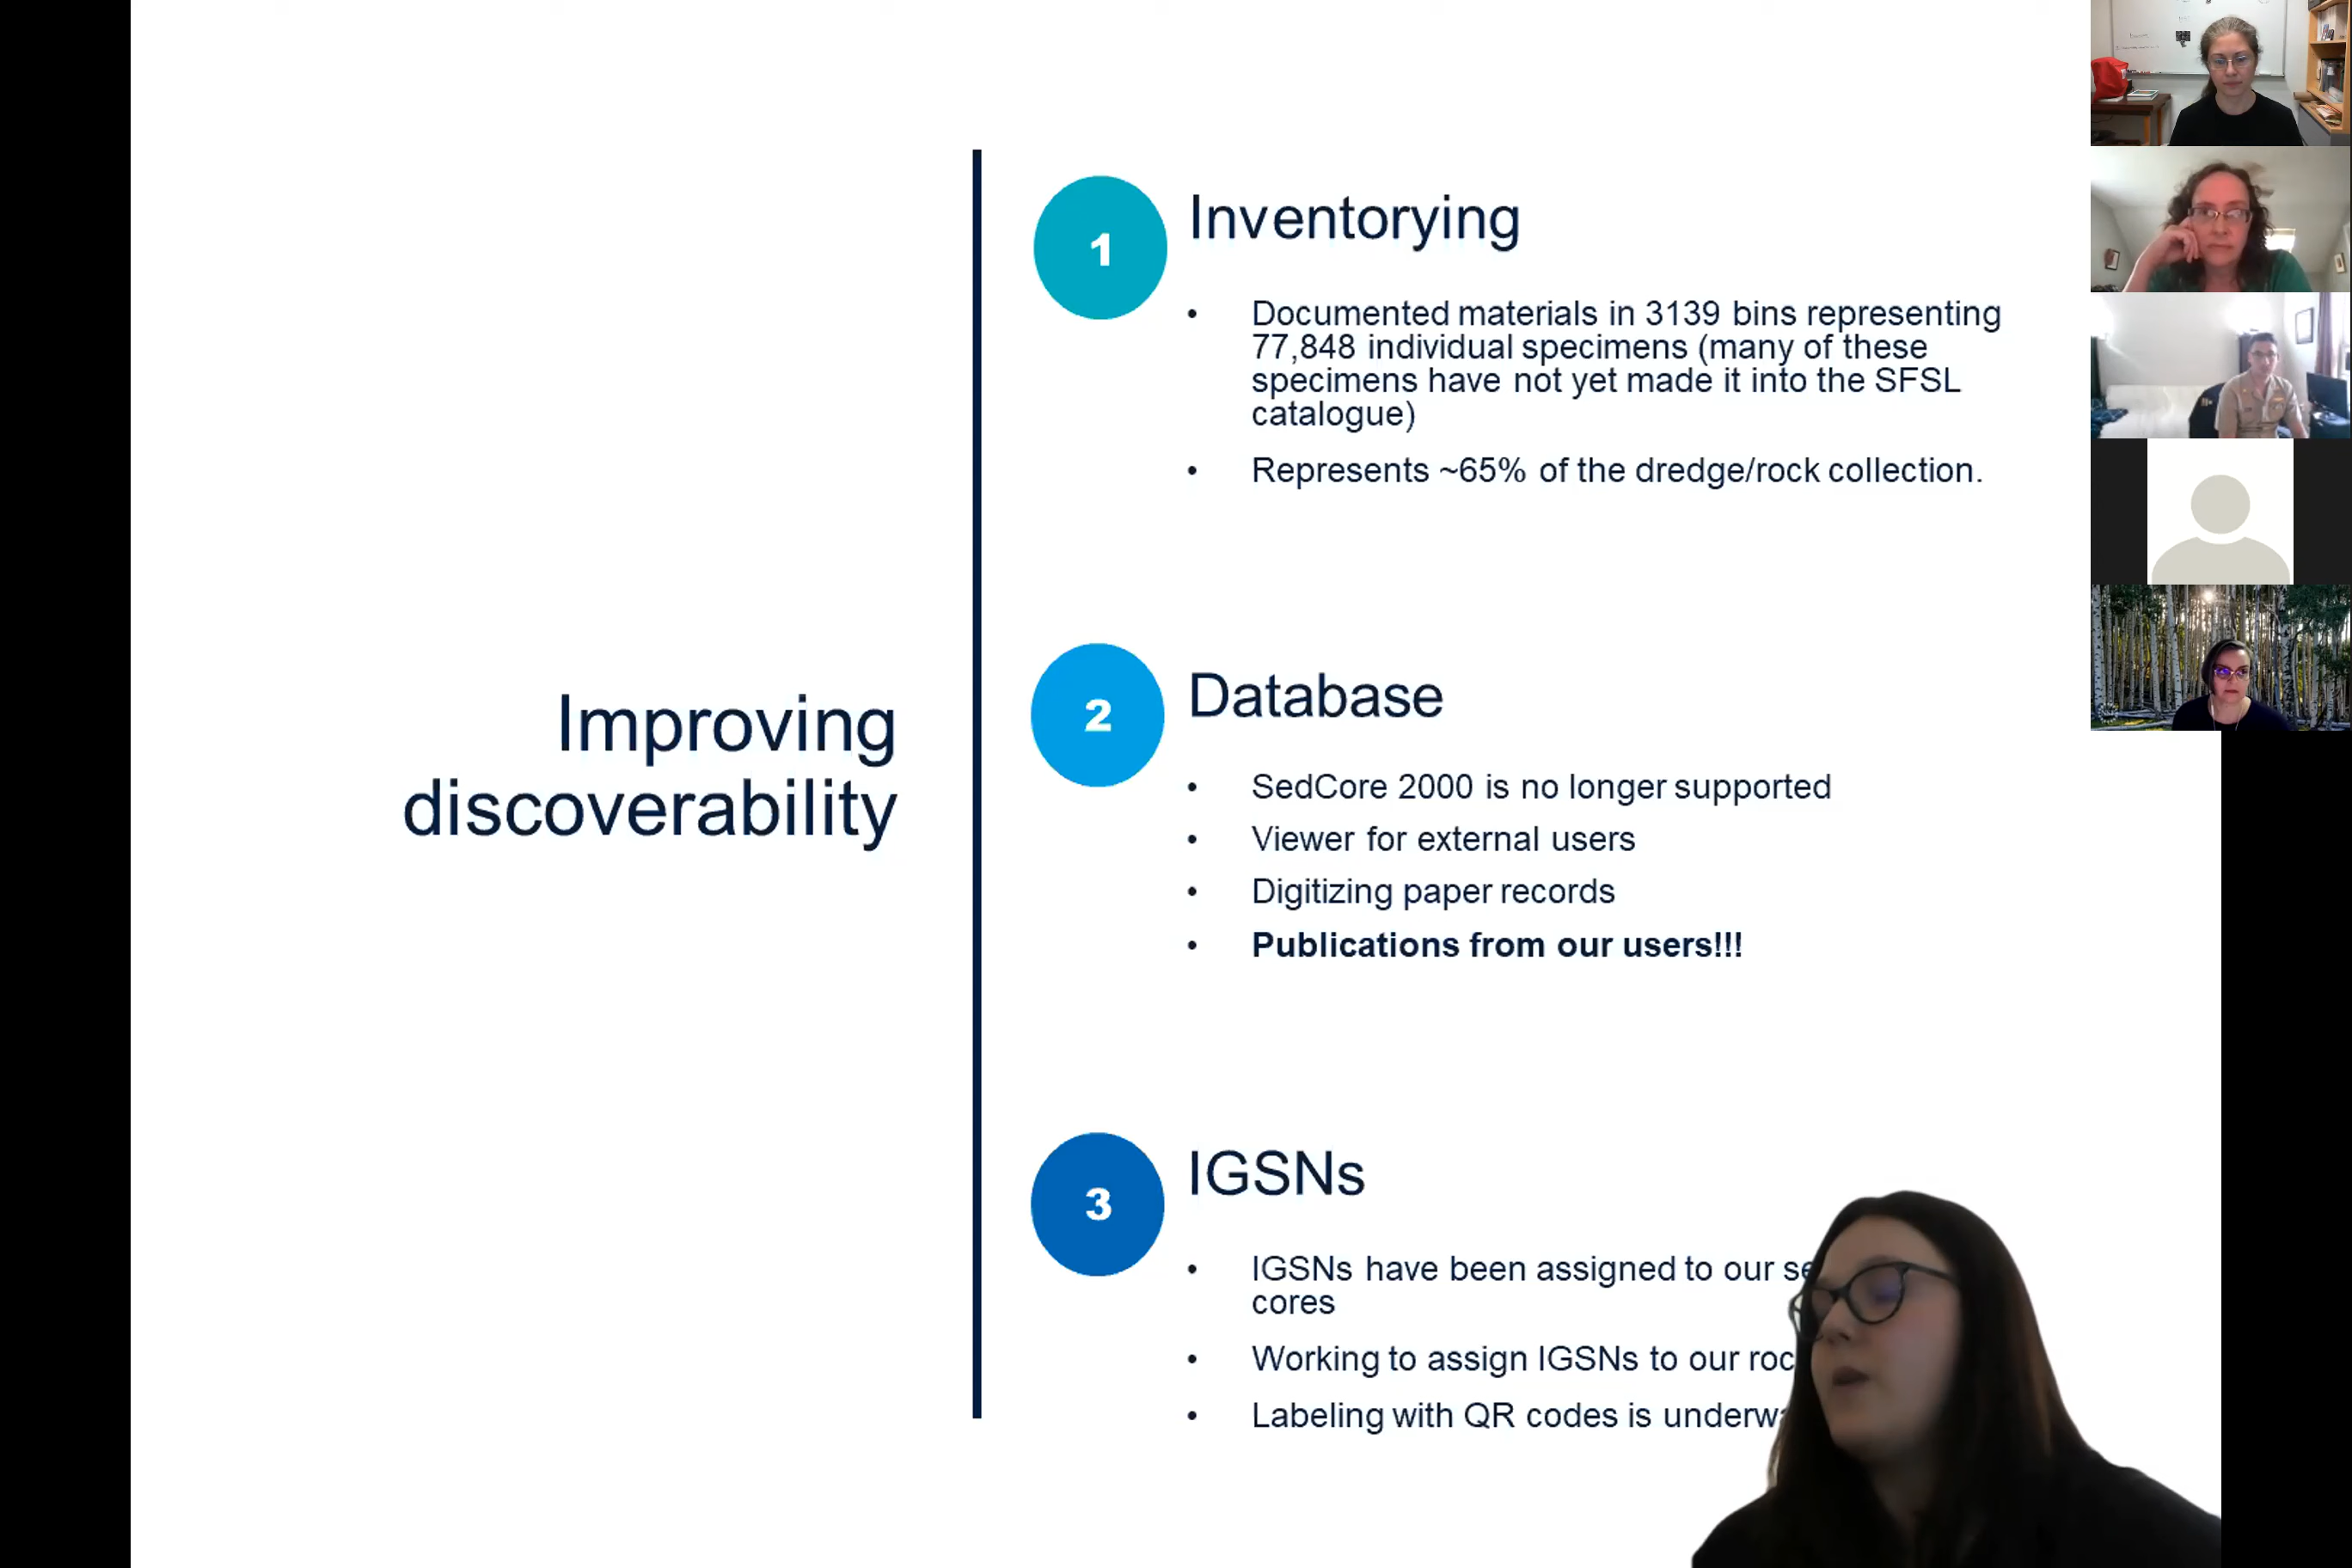 Improving
discoverability
1
Inventorying
• Documented materials in 3139 bins representing
77,848 individual specimens (many of these
specimens have not yet made it into the SFSL
catalogue)
• Represents ~65% of the dredge/rock collection.
2
Database
• SedCore 2000 is no longer supported
• Viewer for external users
• Digitizing paper records
• Publications from our users!!!
3
IGSNs
• IGSNs have been assigned to our
cores
• Working to assign IGSNs to our
• Labeling with QR codes is